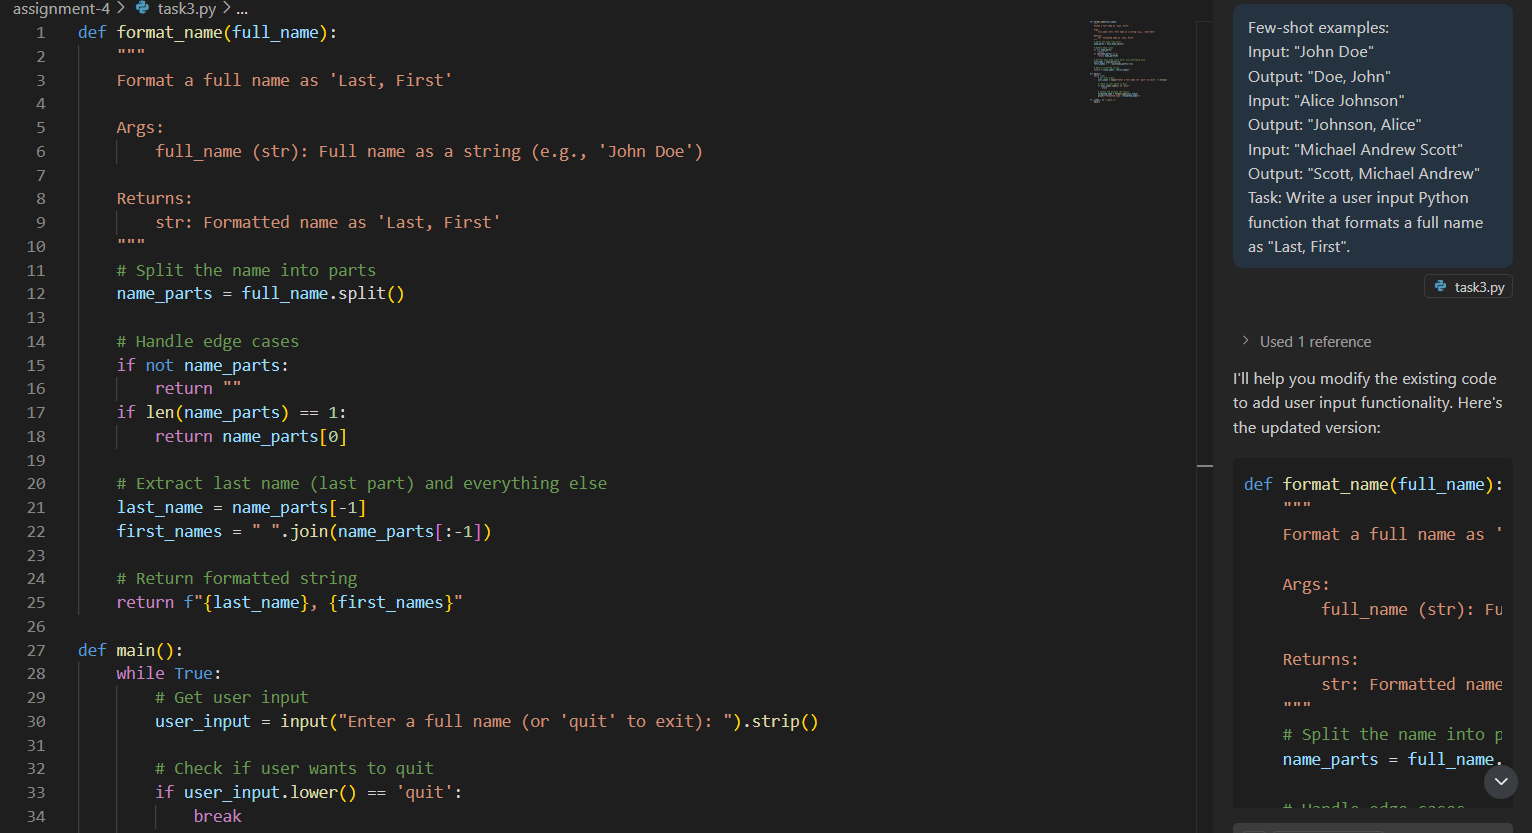 assignment-4 > task3.py > ...
1 def format_name(full_name):
2 """
3 Format a full name as 'Last, First'
4
5 Args:
6 full_name (str): Full name as a string (e.g., 'John Doe')
7
8 Returns:
9 str: Formatted name as 'Last, First'
10 """
11 # Split the name into parts
12 name_parts = full_name.split()
13
14 # Handle edge cases
15 if not name_parts:
16 return ""
17 if len(name_parts) == 1:
18 return name_parts[0]
19
20 # Extract last name (last part) and everything else
21 last_name = name_parts[-1]
22 first_names = " ".join(name_parts[:-1])
23
24 # Return formatted string
25 return f"{last_name}, {first_names}"
26
27 def main():
28 while True:
29 # Get user input
30 user_input = input("Enter a full name (or 'quit' to exit): ").strip()
31
32 # Check if user wants to quit
33 if user_input.lower() == 'quit':
34 break
Few-shot examples:
Input: "John Doe"
Output: "Doe, John"
Input: "Alice Johnson"
Output: "Johnson, Alice"
Input: "Michael Andrew Scott"
Output: "Scott, Michael Andrew"
Task: Write a user input Python
function that formats a full name
as "Last, First".
task3.py
Used 1 reference
I'll help you modify the existing code
to add user input functionality. Here's
the updated version:
def format_name(full_name):
"""
Format a full name as '
Args:
full_name (str): Fu
Returns:
str: Formatted name
"""
# Split the name into p
name_parts = full_name.
# Handle edge cases